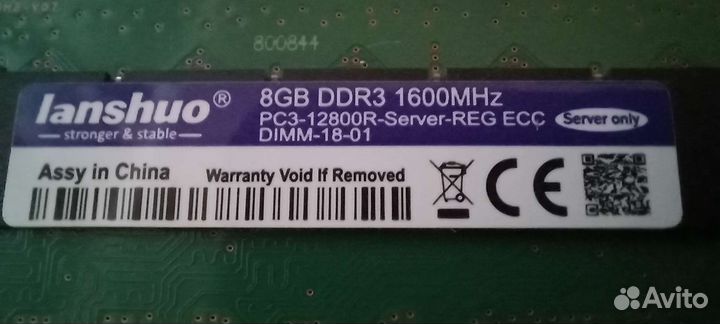 800844
lanshuo®
stronger & stable
8GB DDR3 1600MHz
PC3-12800R-Server-REG ECC
DIMM-18-01
Server only
Assy in China
Warranty Void If Removed
CE
Avito